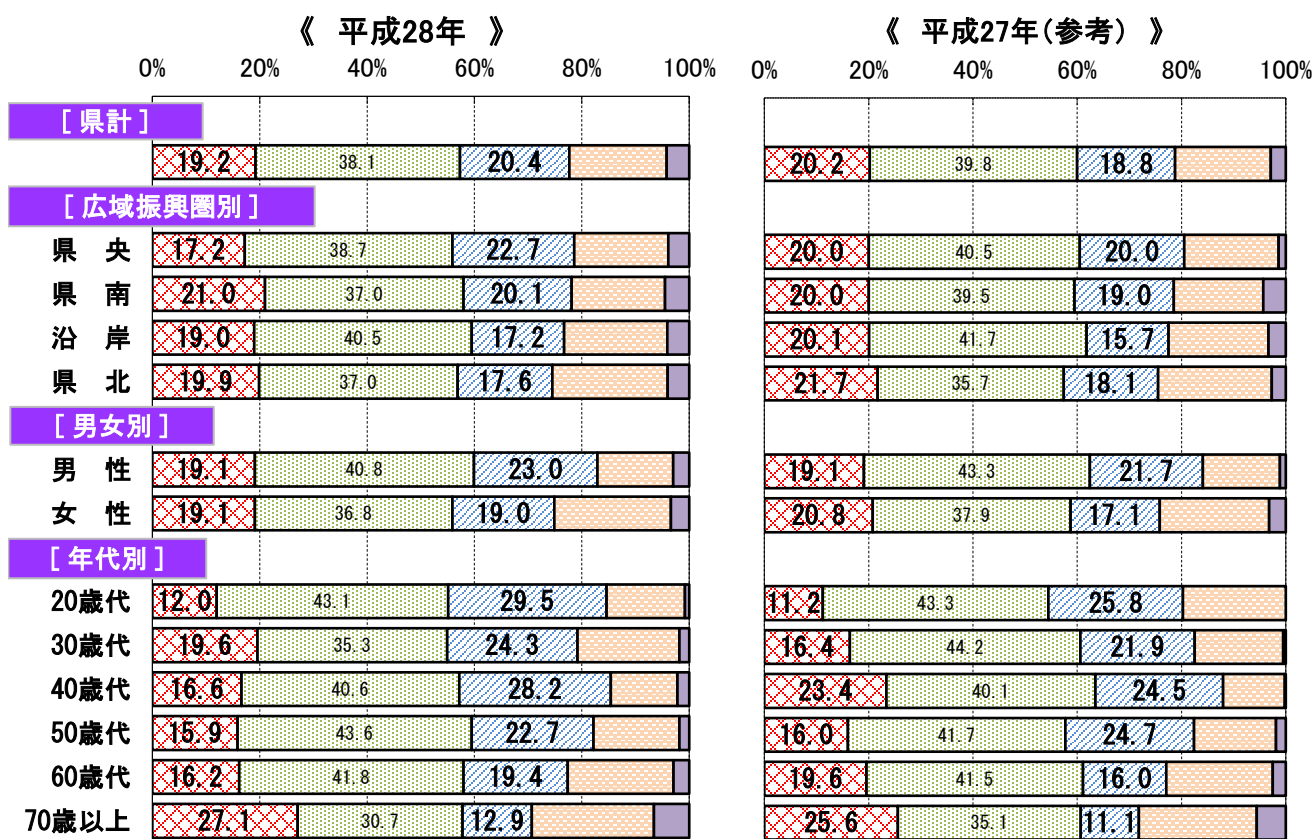 《 平成28年 》 《 平成27年(参考) 》
0% 20% 40% 60% 80% 100% 0% 20% 40% 60% 80% 100%
[ 県計 ]
19.2 38.1 20.4 20.2 39.8 18.8
[ 広域振興圏別 ]
県 央 17.2 38.7 22.7 20.0 40.5 20.0
県 南 21.0 37.0 20.1 20.0 39.5 19.0
沿 岸 19.0 40.5 17.2 20.1 41.7 15.7
県 北 19.9 37.0 17.6 21.7 35.7 18.1
[ 男女別 ]
男 性 19.1 40.8 23.0 19.1 43.3 21.7
女 性 19.1 36.8 19.0 20.8 37.9 17.1
[ 年代別 ]
20歳代 12.0 43.1 29.5 11.2 43.3 25.8
30歳代 19.6 35.3 24.3 16.4 44.2 21.9
40歳代 16.6 40.6 28.2 23.4 40.1 24.5
50歳代 15.9 43.6 22.7 16.0 41.7 24.7
60歳代 16.2 41.8 19.4 19.6 41.5 16.0
70歳以上 27.1 30.7 12.9 25.6 35.1 11.1